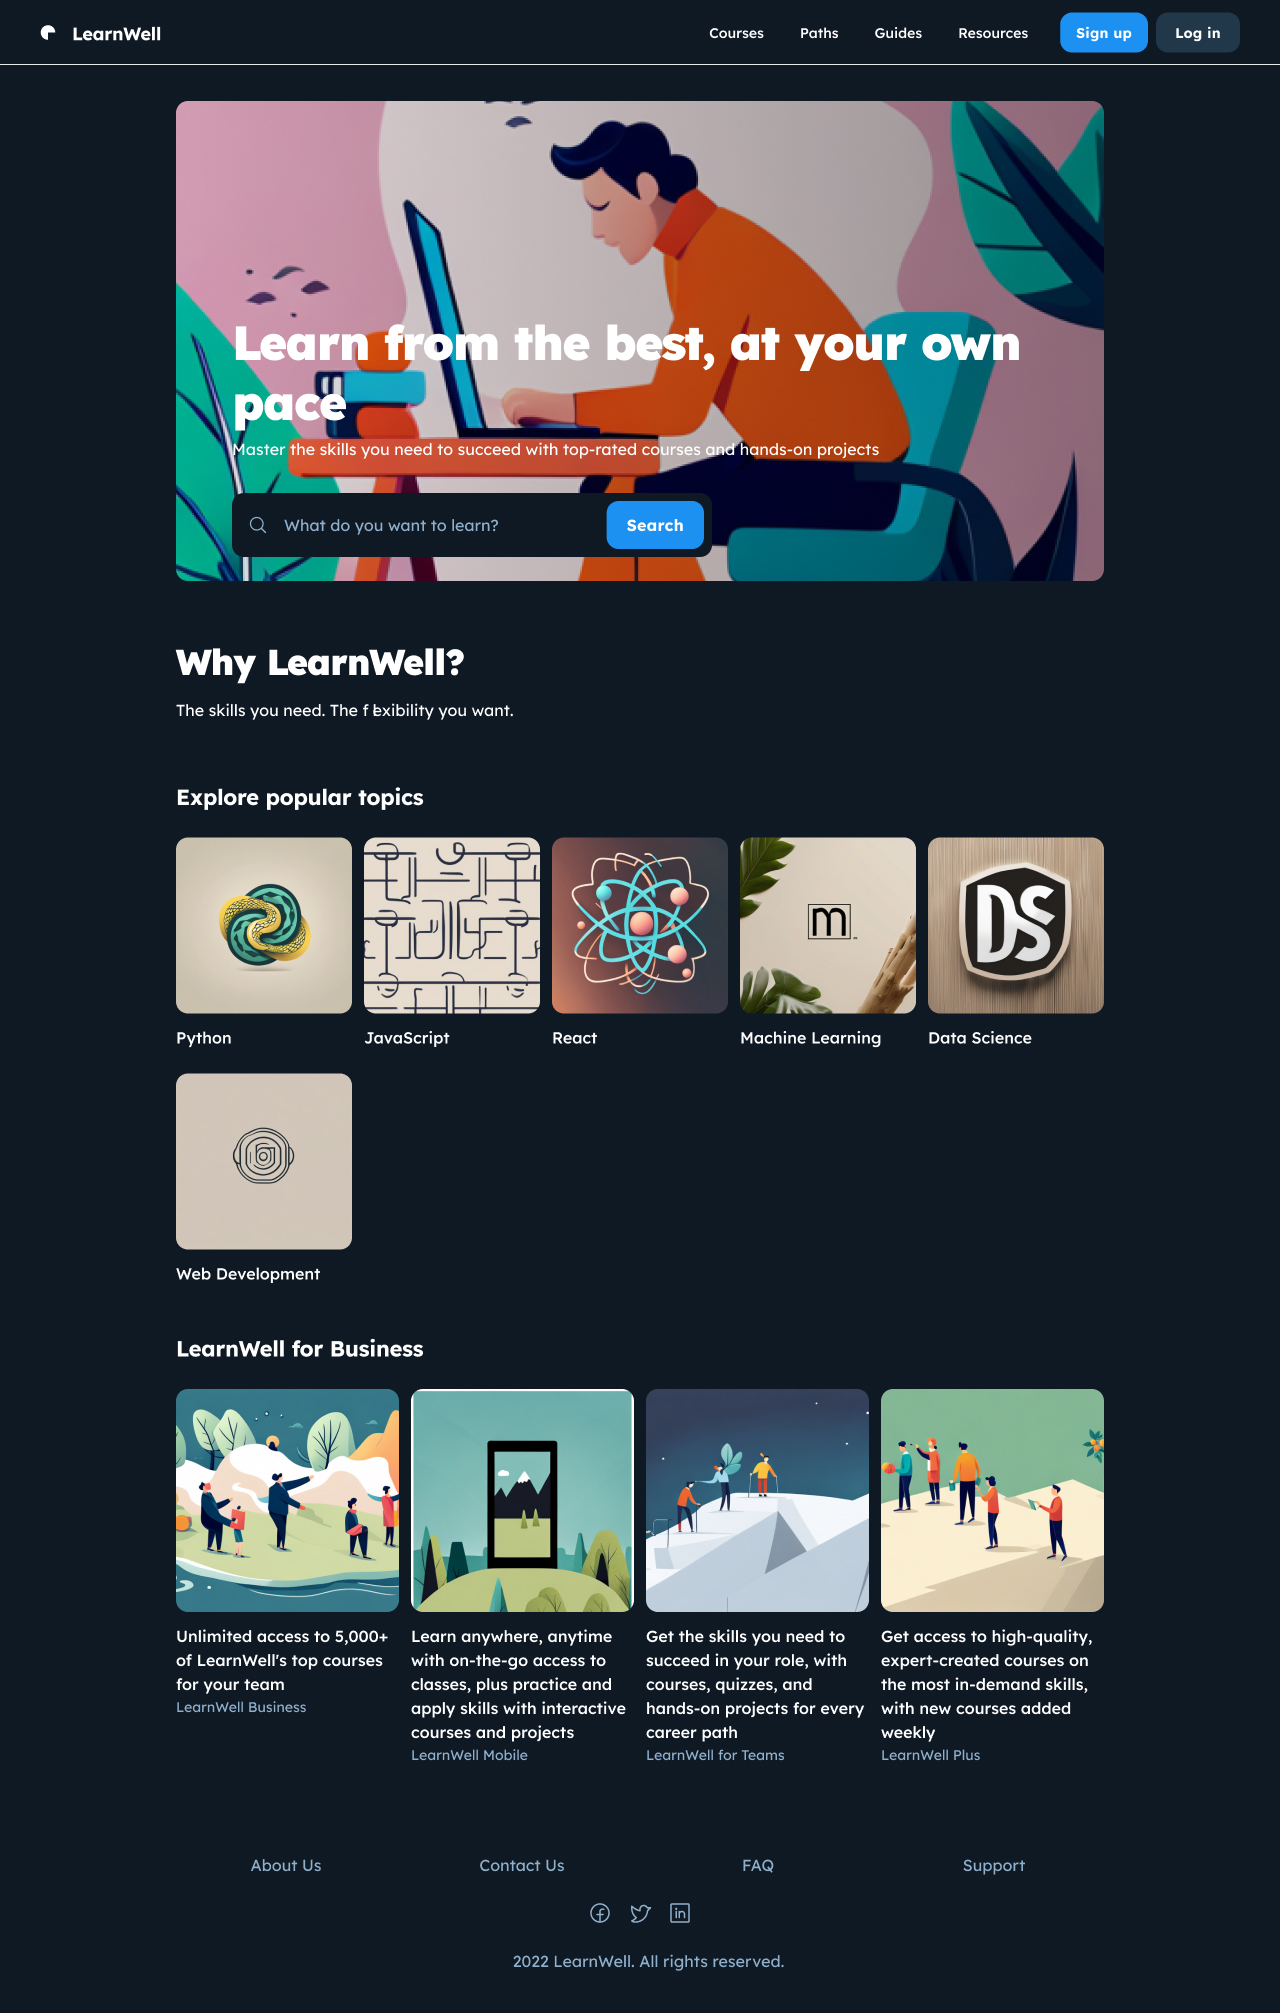 LearnWell
Courses
Paths
Guides
Resources
Sign up
Log in
Learn from the best, at your own
pace
Master the skills you need to succeed with top-rated courses and hands-on projects
What do you want to learn?
Search
Why LearnWell?
The skills you need. The flexibility you want.
Explore popular topics
m
DS
Python
JavaScript
React
Machine Learning
Data Science
Web Development
LearnWell for Business
Unlimited access to 5,000+
of LearnWell's top courses
for your team
LearnWell Business
Learn anywhere, anytime
with on-the-go access to
classes, plus practice and
apply skills with interactive
courses and projects
LearnWell Mobile
Get the skills you need to
succeed in your role, with
courses, quizzes, and
hands-on projects for every
career path
LearnWell for Teams
Get access to high-quality,
expert-created courses on
the most in-demand skills,
with new courses added
weekly
LearnWell Plus
About Us
Contact Us
FAQ
Support
2022 LearnWell. All rights reserved.